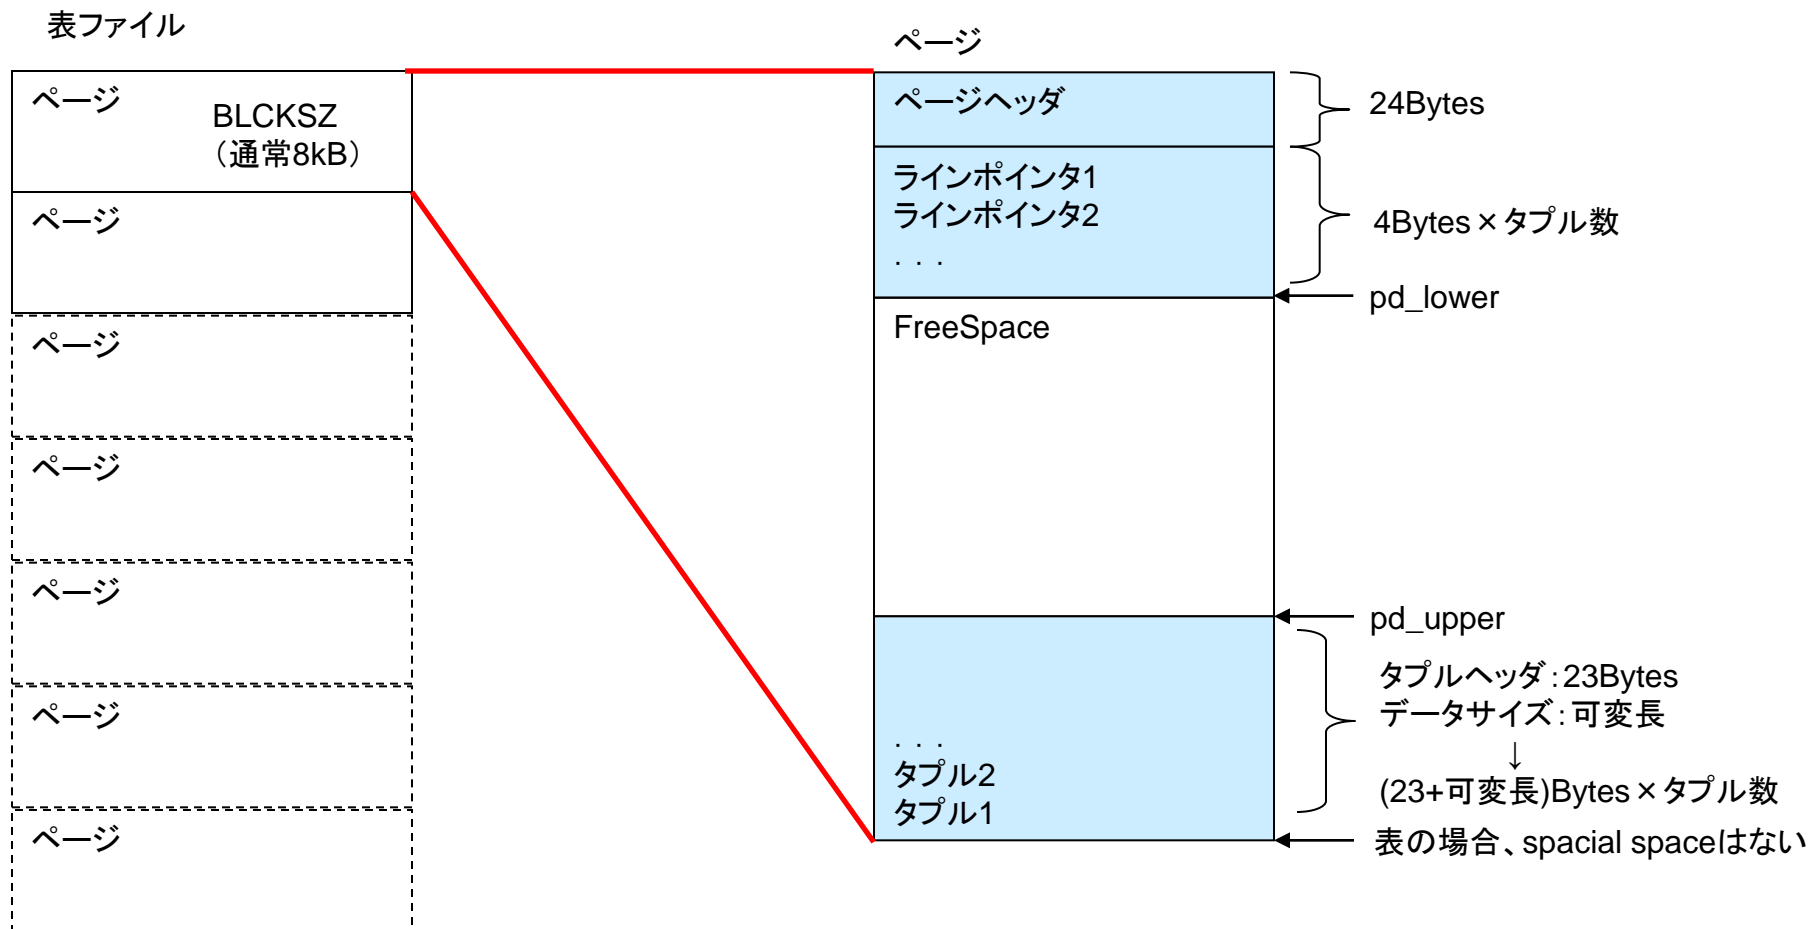 表ファイル
ページ
BLCKSZ
（通常8kB）
ページ
ページ
ページ
ページ
ページ
ページ
ページ
ページヘッダ
24Bytes
ラインポインタ1
ラインポインタ2
. . .
4Bytes×タプル数
pd_lower
FreeSpace
pd_upper
タプルヘッダ：23Bytes
データサイズ：可変長
↓
(23+可変長)Bytes×タプル数
. . .
タプル2
タプル1
表の場合、spacial spaceはない